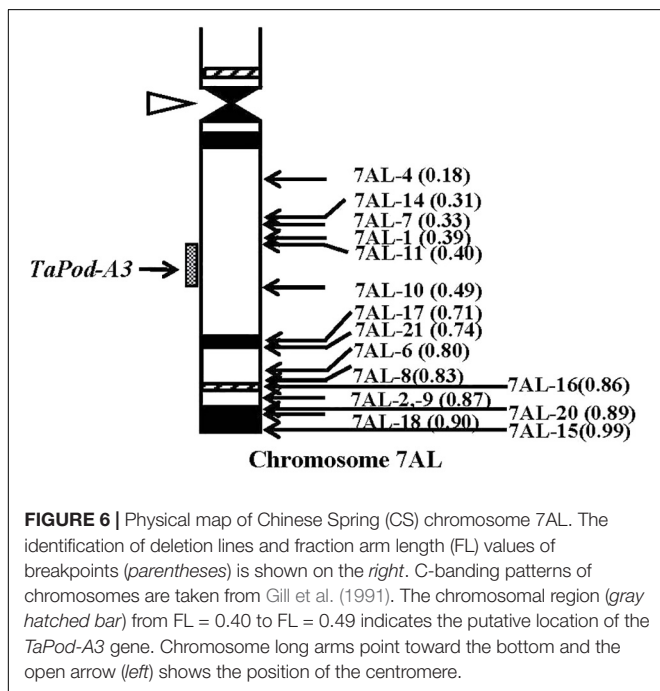 7AL-4 (0.18)
7AL-14 (0.31)
7AL-7 (0.33)
7AL-1 (0.39)
7AL-11 (0.40)
TaPod-A3
7AL-10 (0.49)
7AL-17 (0.71)
7AL-21 (0.74)
7AL-6 (0.80)
7AL-8(0.83)
7AL-16(0.86)
7AL-2,-9 (0.87)
7AL-20 (0.89)
7AL-18 (0.90)
7AL-15(0.99)
Chromosome 7AL
FIGURE 6 | Physical map of Chinese Spring (CS) chromosome 7AL. The
identification of deletion lines and fraction arm length (FL) values of
breakpoints (parentheses) is shown on the right. C-banding patterns of
chromosomes are taken from Gill et al. (1991). The chromosomal region (gray
hatched bar) from FL = 0.40 to FL = 0.49 indicates the putative location of the
TaPod-A3 gene. Chromosome long arms point toward the bottom and the
open arrow (left) shows the position of the centromere.